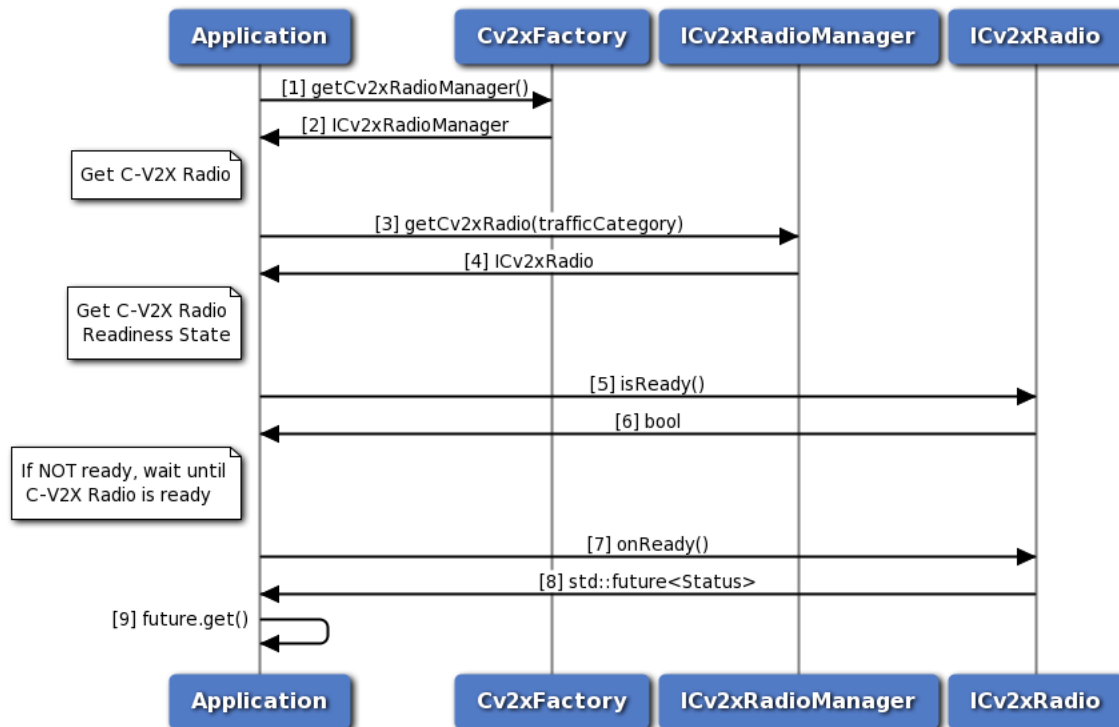 Application
Cv2xFactory
ICv2xRadioManager
ICv2xRadio
[1] getCv2xRadioManager()
[2] ICv2xRadioManager
Get C-V2X Radio
[3] getCv2xRadio(trafficCategory)
[4] ICv2xRadio
Get C-V2X Radio
Readiness State
[5] isReady()
[6] bool
If NOT ready, wait until
C-V2X Radio is ready
[7] onReady()
[8] std::future<Status>
[9] future.get()
Application
Cv2xFactory
ICv2xRadioManager
ICv2xRadio